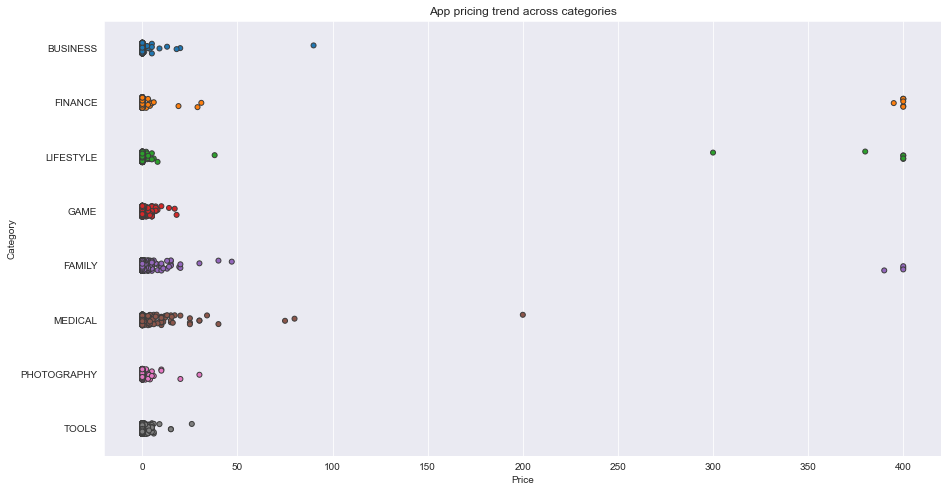 App pricing trend across categories
Category
BUSINESS
FINANCE
LIFESTYLE
GAME
FAMILY
MEDICAL
PHOTOGRAPHY
TOOLS
0 50 100 150 200 250 300 350 400
Price